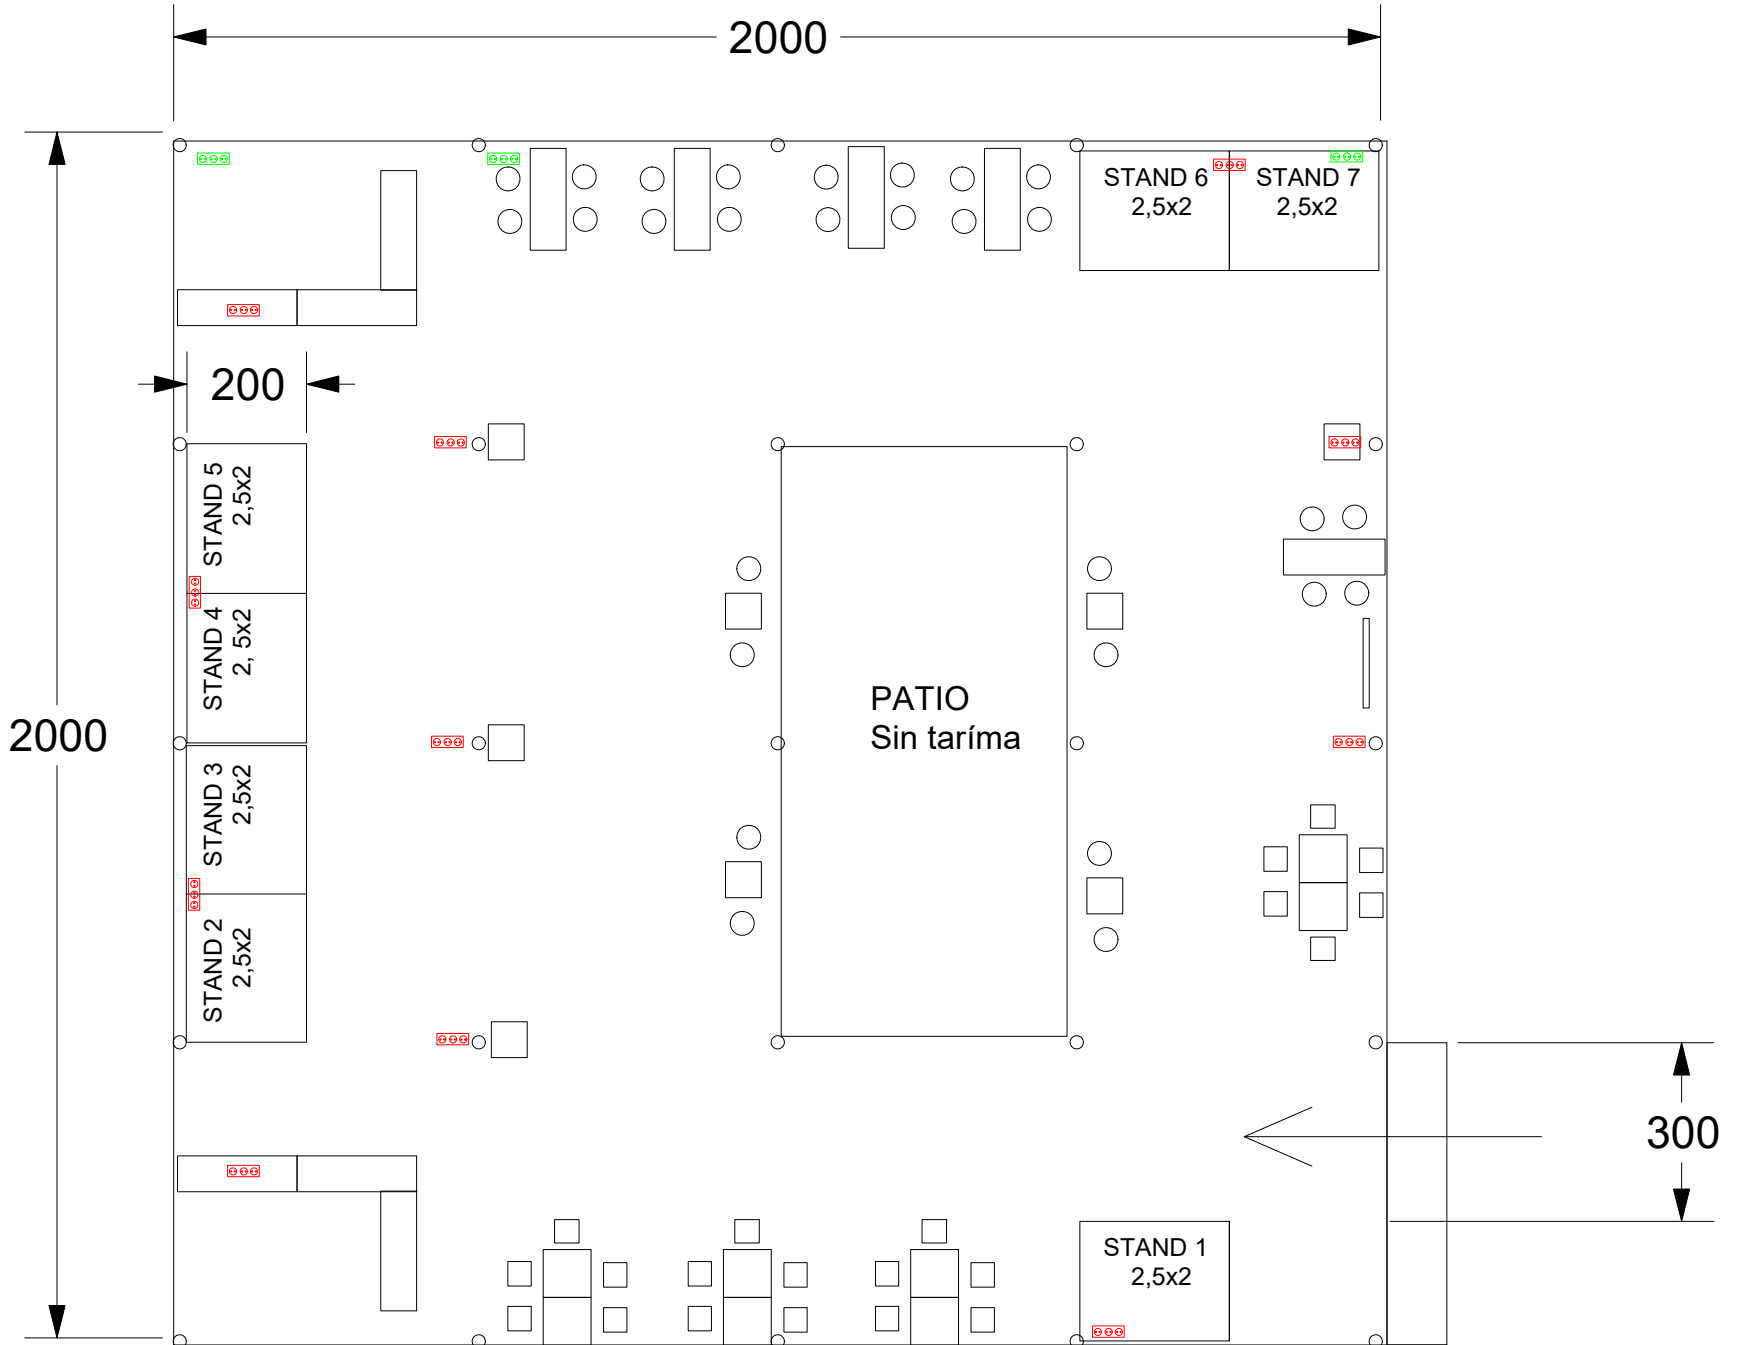 2000
STAND 6
2,5x2
STAND 7
2,5x2
200
STAND 5
2,5x2
STAND 4
2, 5x2
PATIO
Sin taríma
2000
STAND 3
2,5x2
STAND 2
2,5x2
300
STAND 1
2,5x2